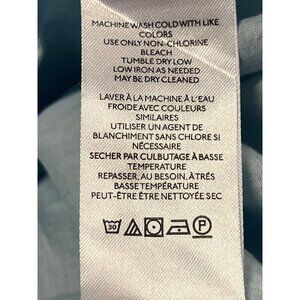 MACHINE WASH COLD WITH LIKE
COLORS
USE ONLY NON-CHLORINE
BLEACH
TUMBLE DRY LOW
LOW IRON AS NEEDED
MAY BE DRY CLEANED
LAVER À LA MACHINE À L'EAU
FROIDE AVEC COULEURS
SIMILAIRES
UTILISER UN AGENT DE
BLANCHIMENT SANS CHLORE SI
NÉCESSAIRE
SECHER PAR CULBUTAGE À BASSE
TEMPERATURE
REPASSER, AU BESOIN, À TRÈS
BASSE TEMPÉRATURE
PEUT-ÊTRE ÊTRE NETTOYÉE SEC
30 P